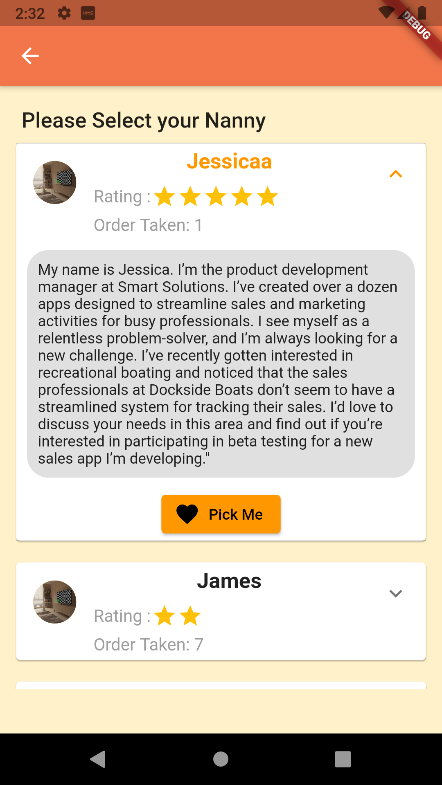 2:32
DEBUG
Please Select your Nanny
Jessicaa
Rating :
Order Taken: 1
My name is Jessica. I’m the product development
manager at Smart Solutions. I’ve created over a dozen
apps designed to streamline sales and marketing
activities for busy professionals. I see myself as a
relentless problem-solver, and I’m always looking for a
new challenge. I’ve recently gotten interested in
recreational boating and noticed that the sales
professionals at Dockside Boats don’t seem to have a
streamlined system for tracking their sales. I’d love to
discuss your needs in this area and find out if you’re
interested in participating in beta testing for a new
sales app I’m developing."
Pick Me
James
Rating :
Order Taken: 7